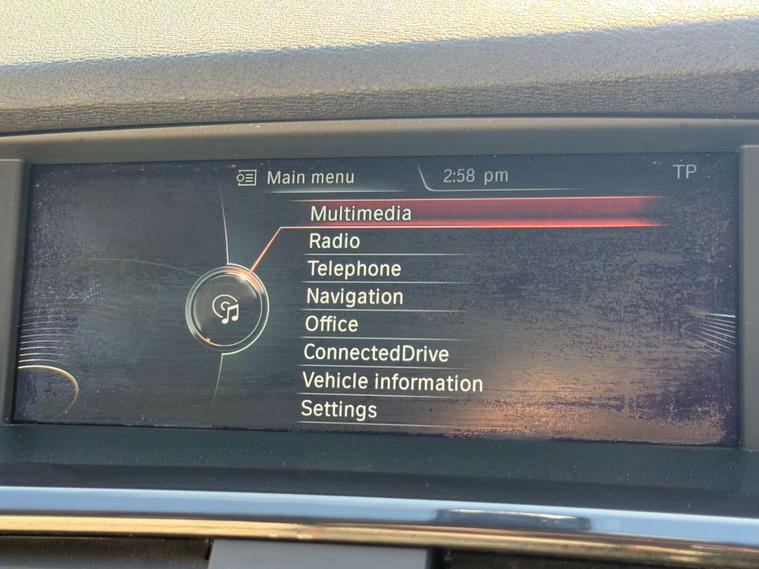 Main menu 2:58 pm TP
Multimedia
Radio
Telephone
Navigation
Office
ConnectedDrive
Vehicle information
Settings